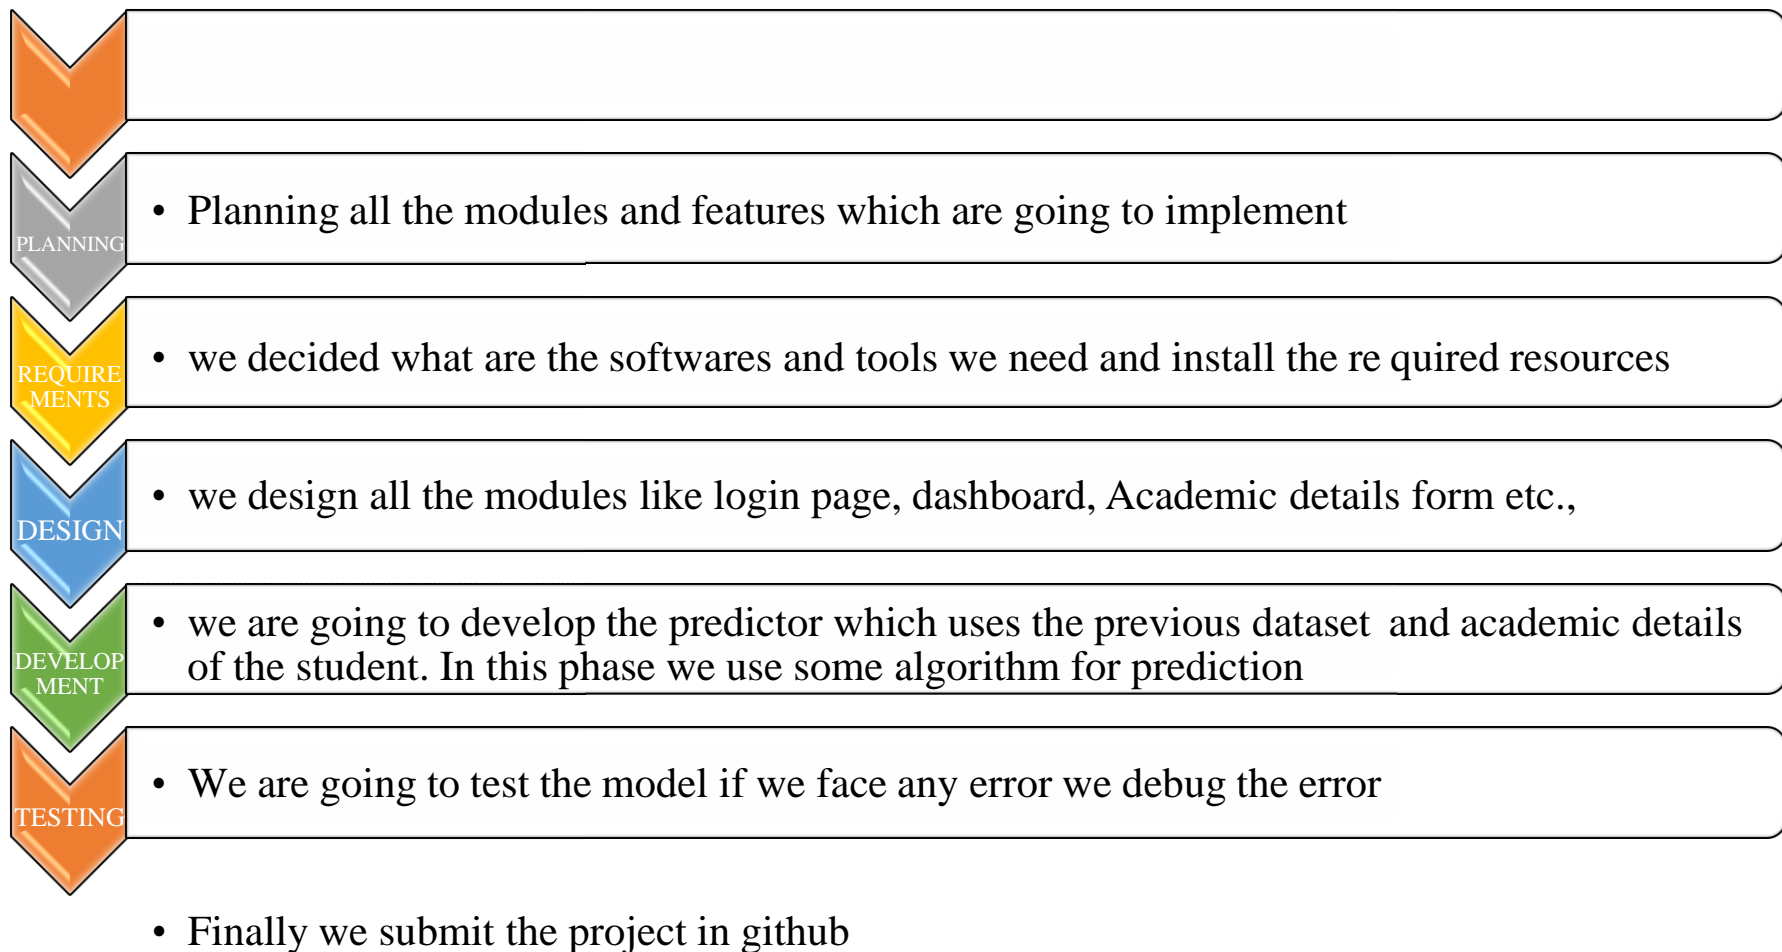 PLANNING
• Planning all the modules and features which are going to implement
REQUIRE
MENTS
• we decided what are the softwares and tools we need and install the re quired resources
DESIGN
• we design all the modules like login page, dashboard, Academic details form etc.,
DEVELOP
MENT
• we are going to develop the predictor which uses the previous dataset and academic details
of the student. In this phase we use some algorithm for prediction
TESTING
• We are going to test the model if we face any error we debug the error
• Finally we submit the project in github